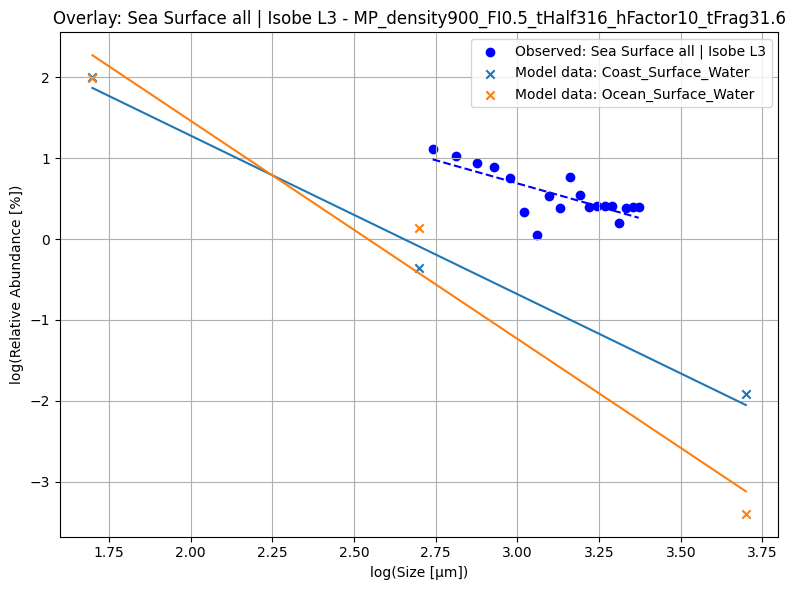 Overlay: Sea Surface all | Isobe L3 - MP_density900_FI0.5_tHalf316_hFactor10_tFrag31.6
Observed: Sea Surface all | Isobe L3
Model data: Coast_Surface_Water
Model data: Ocean_Surface_Water
log(Relative Abundance [%])
2
1
0
−1
−2
−3
1.75 2.00 2.25 2.50 2.75 3.00 3.25 3.50 3.75
log(Size [μm])